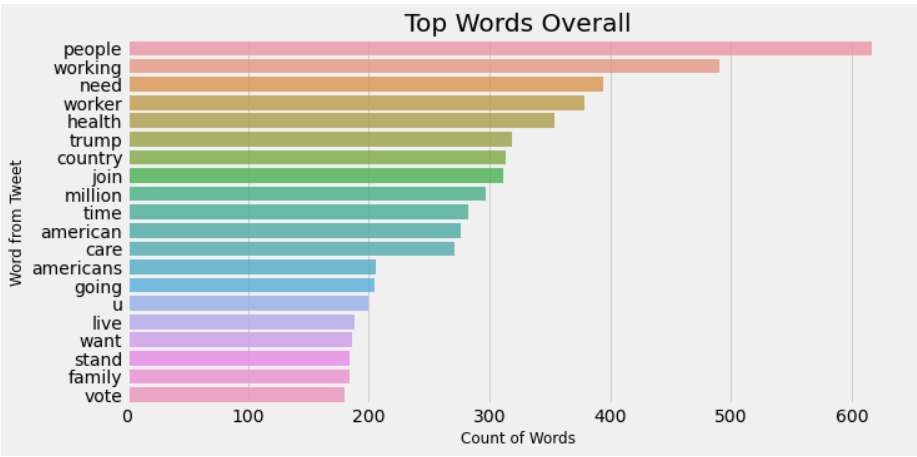 Top Words Overall
Word from Tweet
people
working
need
worker
health
trump
country
join
million
time
american
care
americans
going
u
live
want
stand
family
vote
0 100 200 300 400 500 600
Count of Words